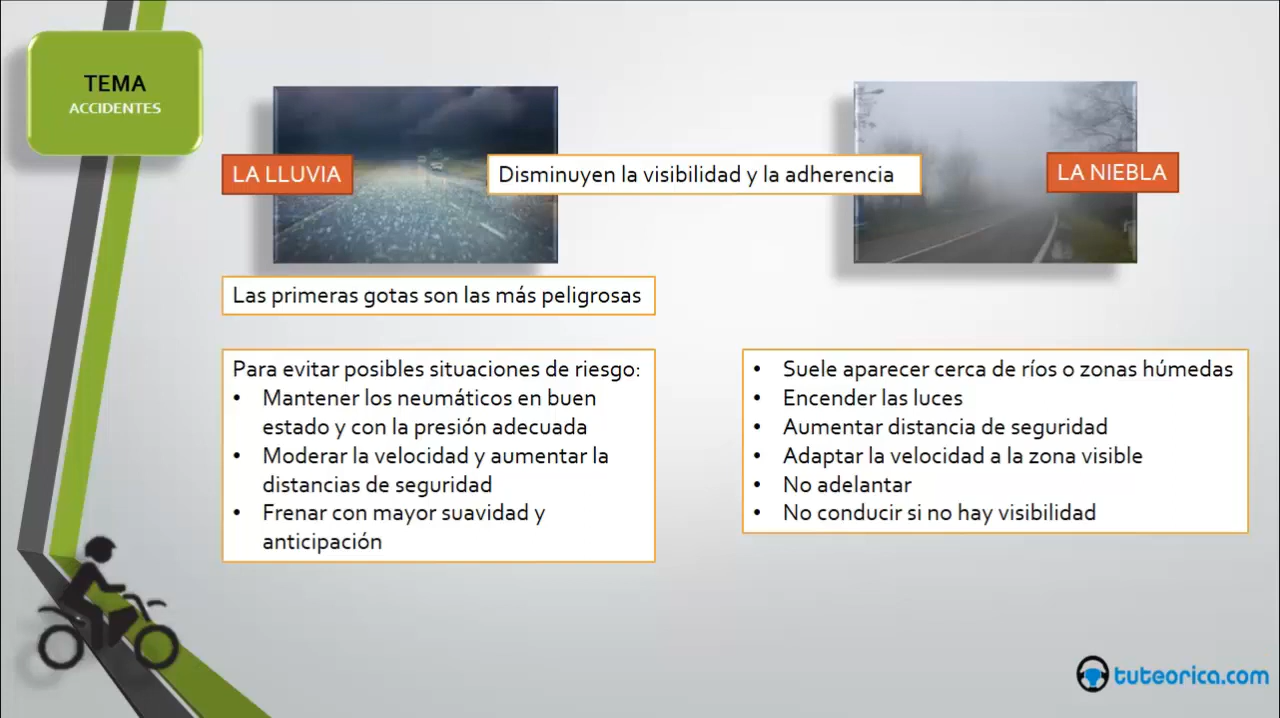 TEMA
ACCIDENTES
LA LLUVIA
Disminuyen la visibilidad y la adherencia
LA NIEBLA
Las primeras gotas son las más peligrosas
Para evitar posibles situaciones de riesgo:
• Mantener los neumáticos en buen
estado y con la presión adecuada
• Moderar la velocidad y aumentar la
distancias de seguridad
• Frenar con mayor suavidad y
anticipación
• Suele aparecer cerca de ríos o zonas húmedas
• Encender las luces
• Aumentar distancia de seguridad
• Adaptar la velocidad a la zona visible
• No adelantar
• No conducir si no hay visibilidad
tuteorica.com